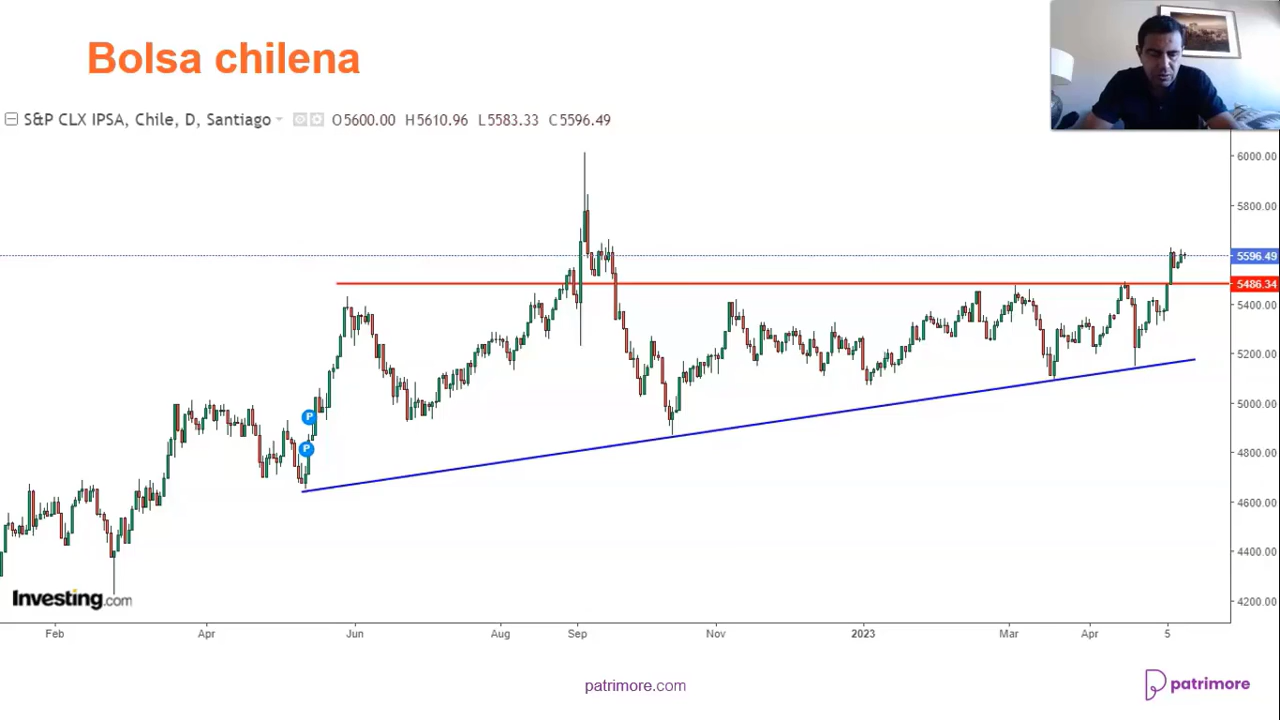 Bolsa chilena
S&P CLX IPSA, Chile, D, Santiago O5600.00 H5610.96 L5583.33 C5596.49
6000.00
5800.00
5596.49
5486.34
5400.00
5200.00
5000.00
4800.00
4600.00
4400.00
4200.00
P
P
Investing.com
Feb Apr Jun Aug Sep Nov 2023 Mar Apr 5
patrimore.com
patrimore